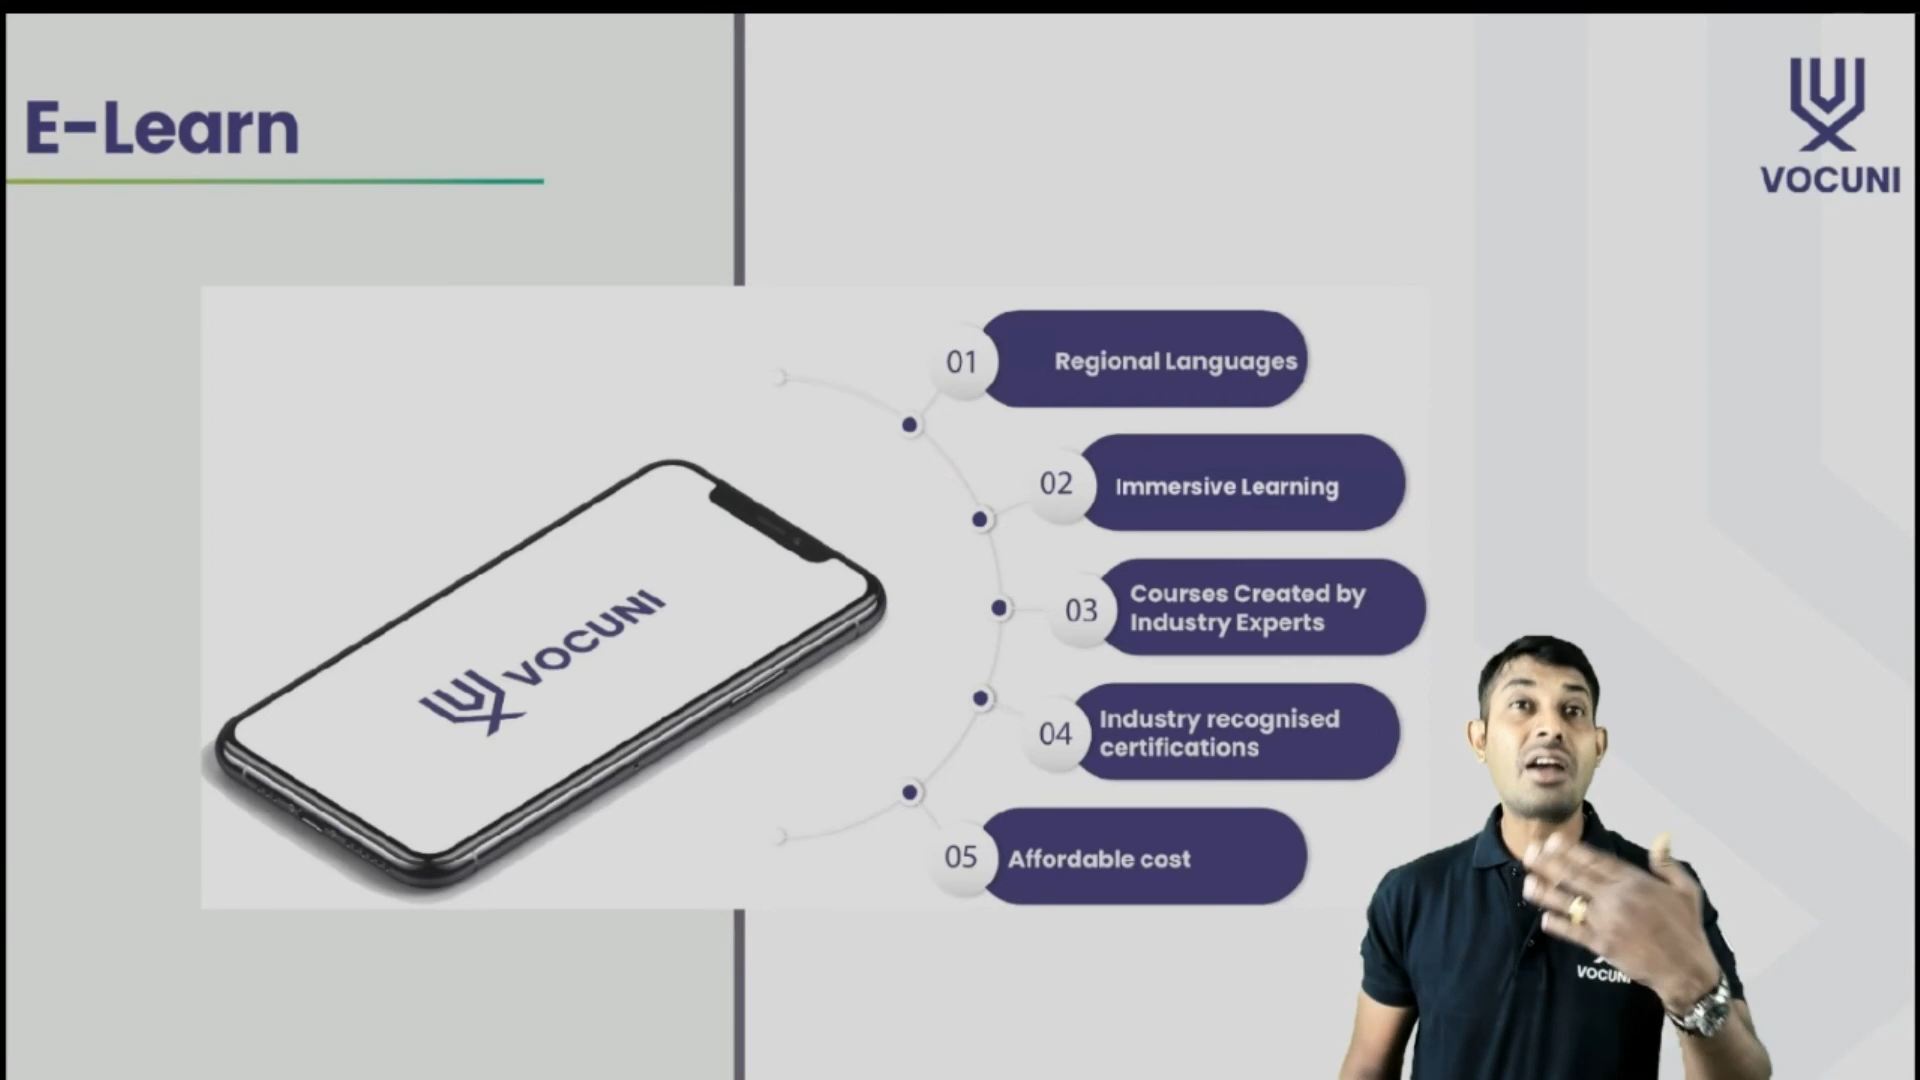 E-Learn
VOCUNI
01
Regional Languages
02
Immersive Learning
03
Courses Created by
Industry Experts
04
Industry recognised
certifications
05
Affordable cost
VOCUNI
VOCUNI